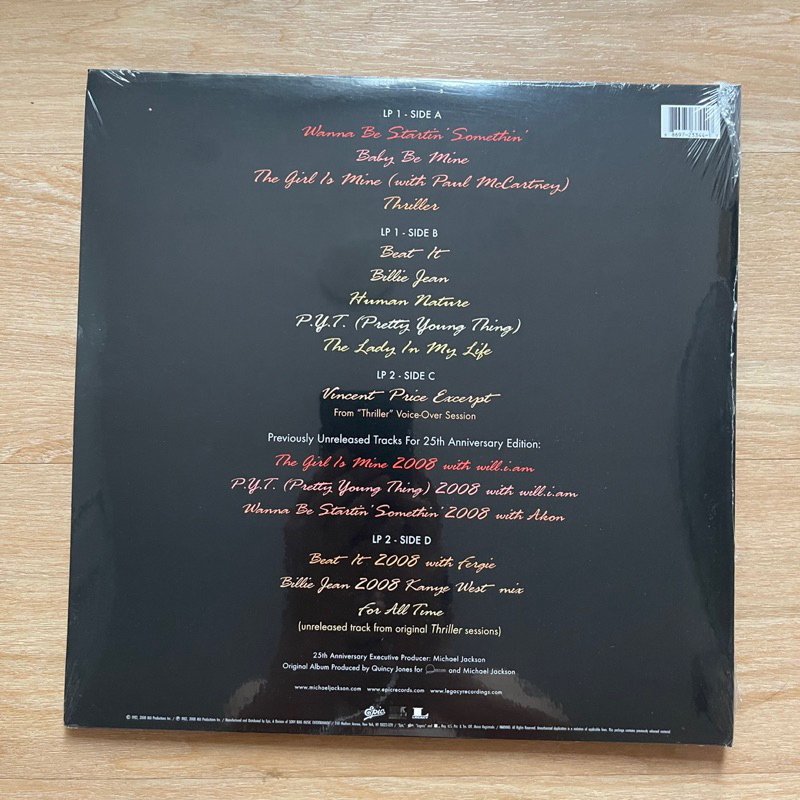 LP 1 - SIDE A
Wanna Be Startin' Somethin'
Baby Be Mine
The Girl Is Mine (with Paul McCartney)
Thriller
LP 1 - SIDE B
Beat It
Billie Jean
Human Nature
P.Y.T. (Pretty Young Thing)
The Lady In My Life
LP 2 - SIDE C
Vincent Price Excerpt
From "Thriller" Voice-Over Session
Previously Unreleased Tracks For 25th Anniversary Edition:
The Girl Is Mine 2008 with will.i.am
P.Y.T. (Pretty Young Thing) 2008 with will.i.am
Wanna Be Startin' Somethin' 2008 with Akon
LP 2 - SIDE D
Beat It 2008 with Fergie
Billie Jean 2008 Kanye West mix
For All Time
(unreleased track from original Thriller sessions)
25th Anniversary Executive Producer: Michael Jackson
Original Album Produced by Quincy Jones for and Michael Jackson
www.michaeljackson.com www.epicrecords.com www.legacyrecordings.com
Epic